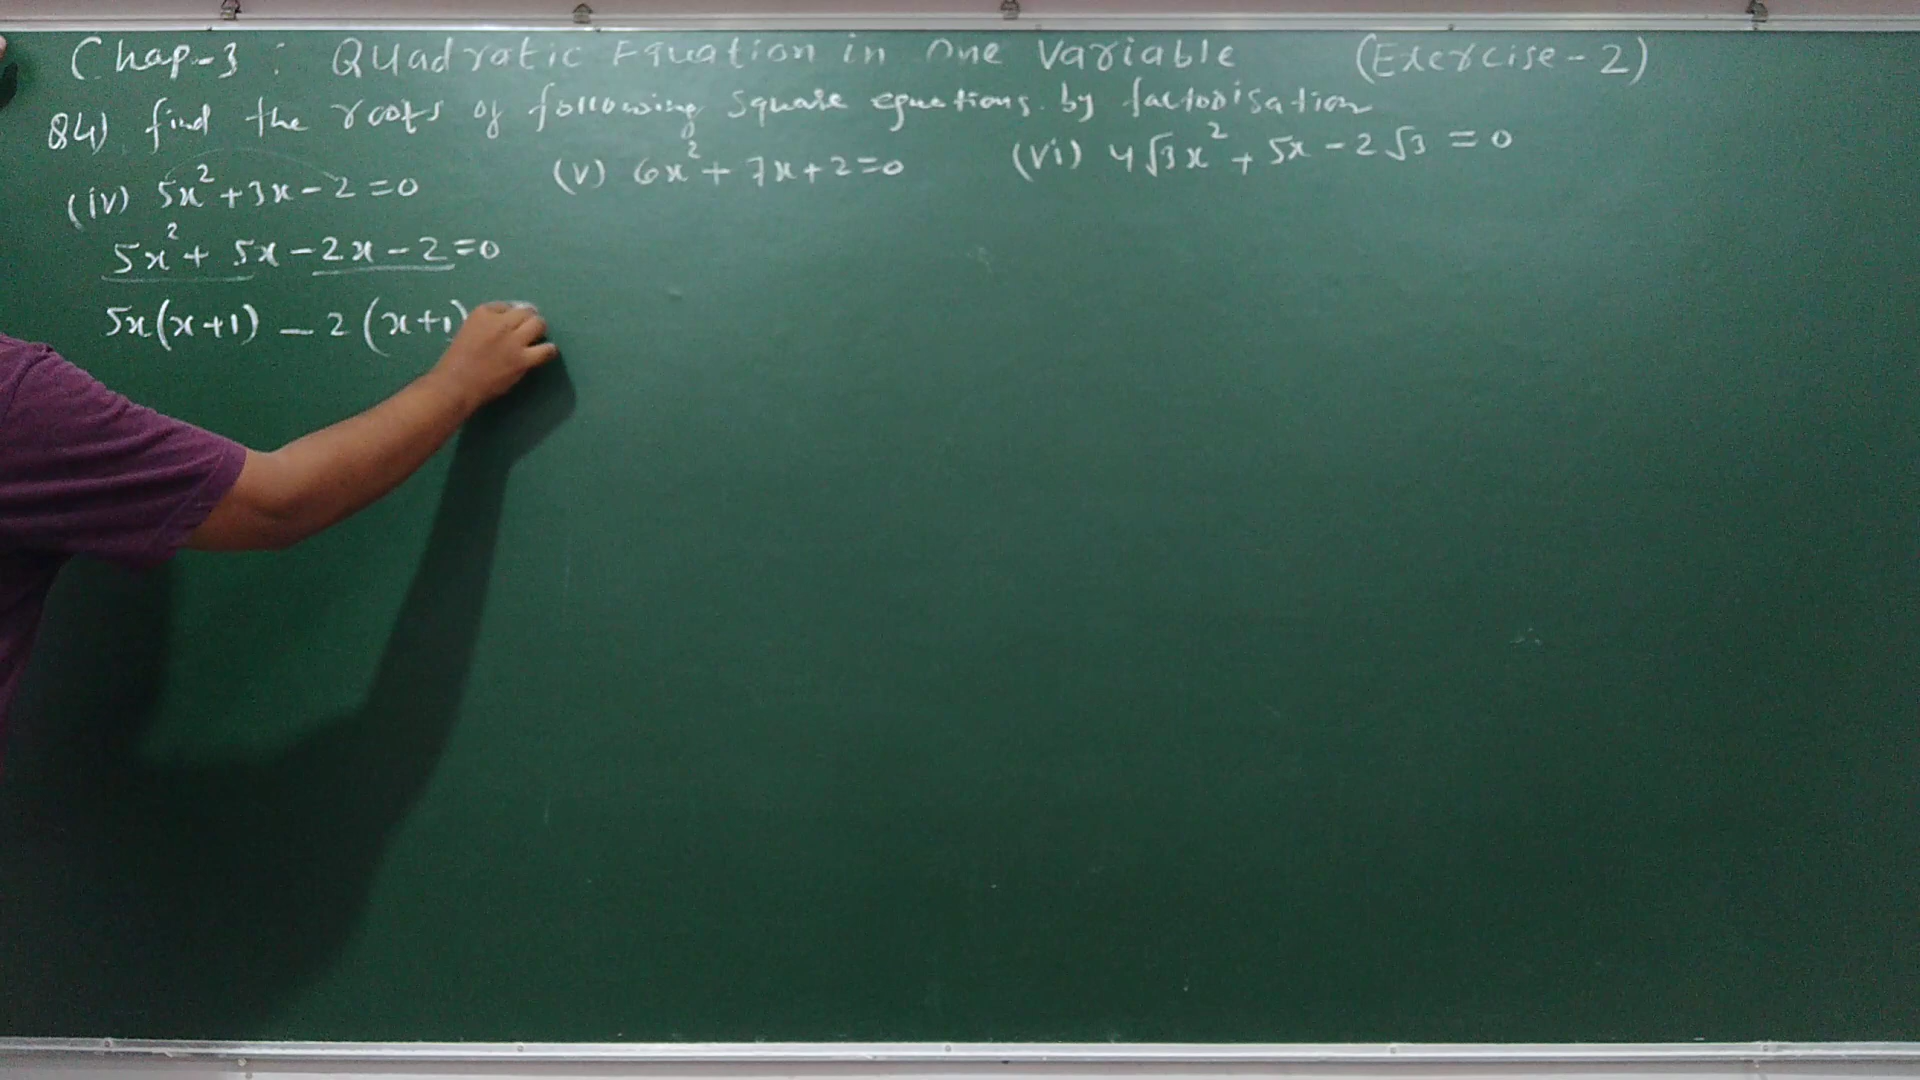 Chap-3 : Quadratic Equation in One Variable (Exercise-2)
Q4) find the roots of following square equations by factorisation
(iv) 5x²+3x-2=0 (v) 6x²+7x+2=0 (vi) 4√3x²+5x-2√3=0
5x²+5x-2x-2=0
5x(x+1)-2(x+1)